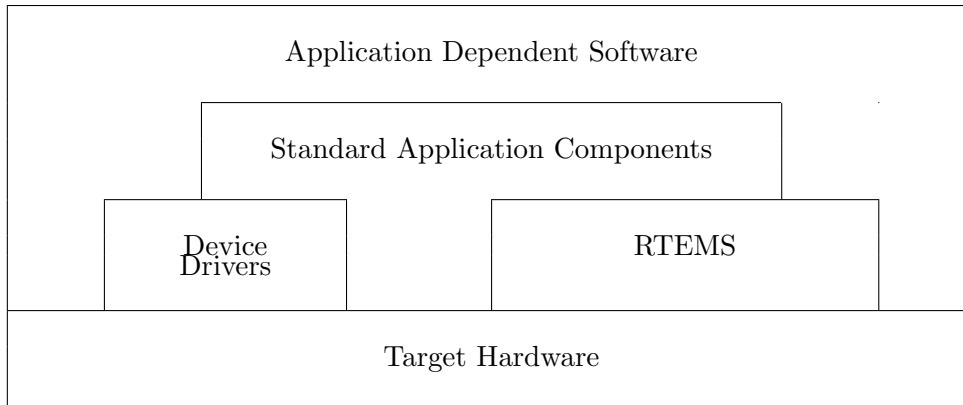 Application Dependent Software
Standard Application Components
Device
Drivers
RTEMS
Target Hardware